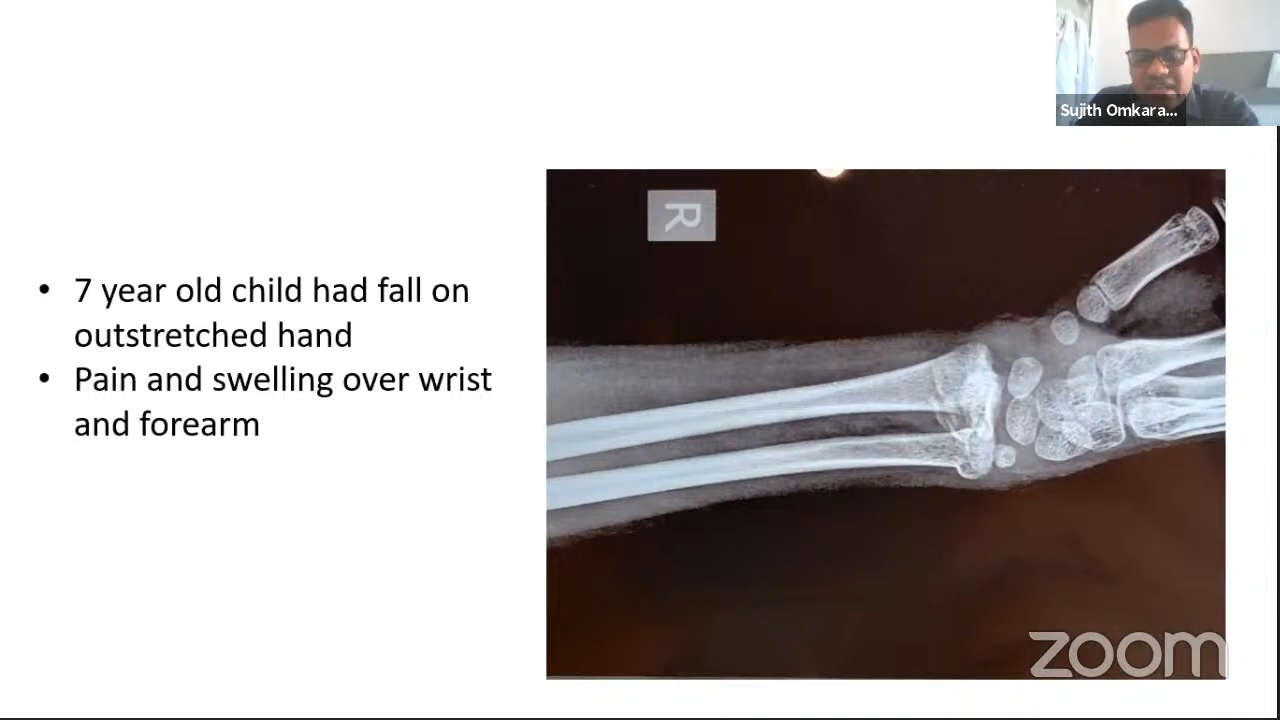 Sujith Omkara...
R
• 7 year old child had fall on
outstretched hand
• Pain and swelling over wrist
and forearm
zoom